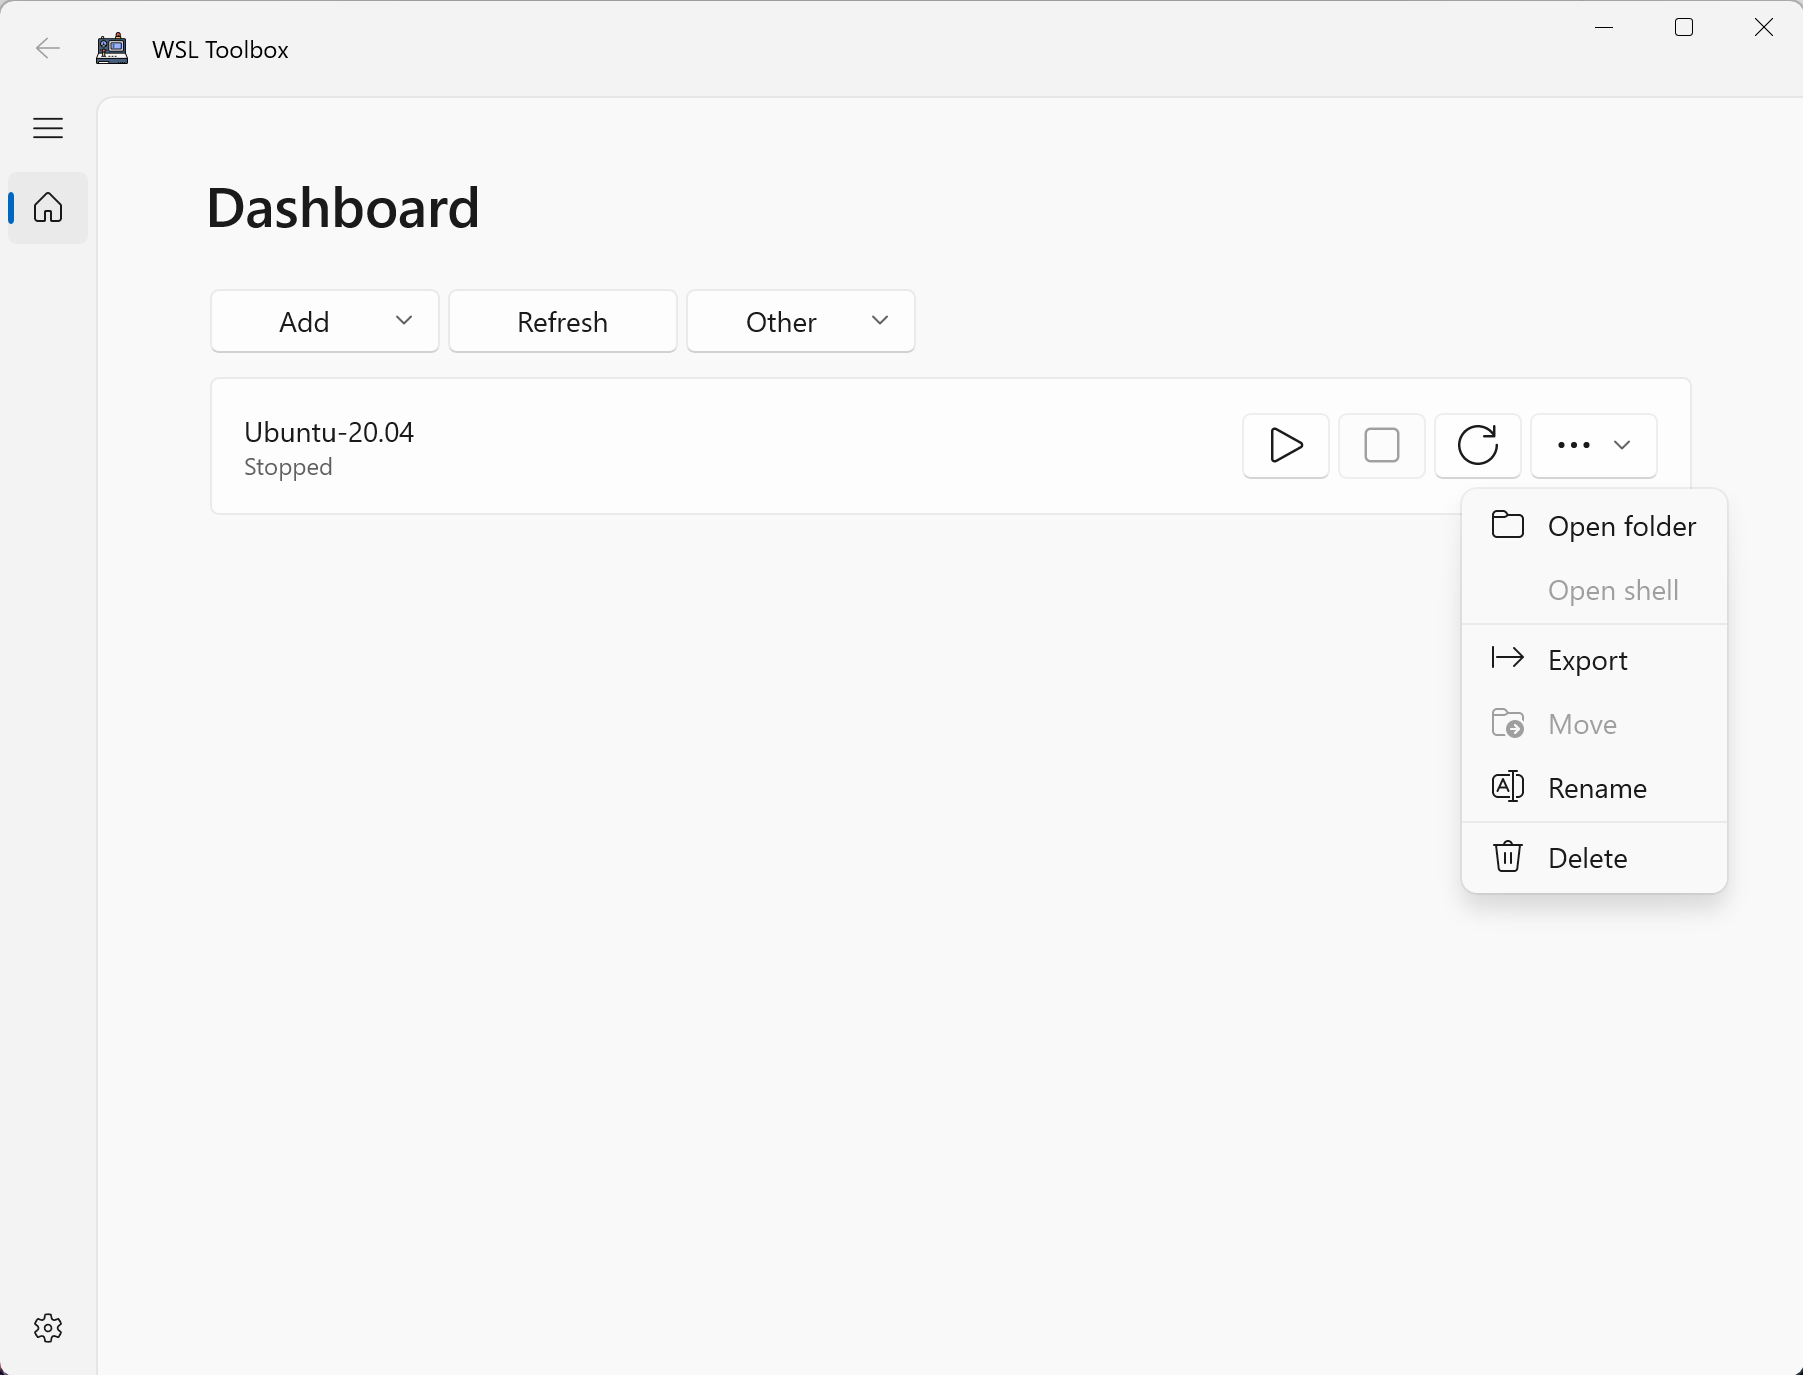 WSL Toolbox
Dashboard
Add
Refresh
Other
Ubuntu-20.04
Stopped
Open folder
Open shell
Export
Move
Rename
Delete